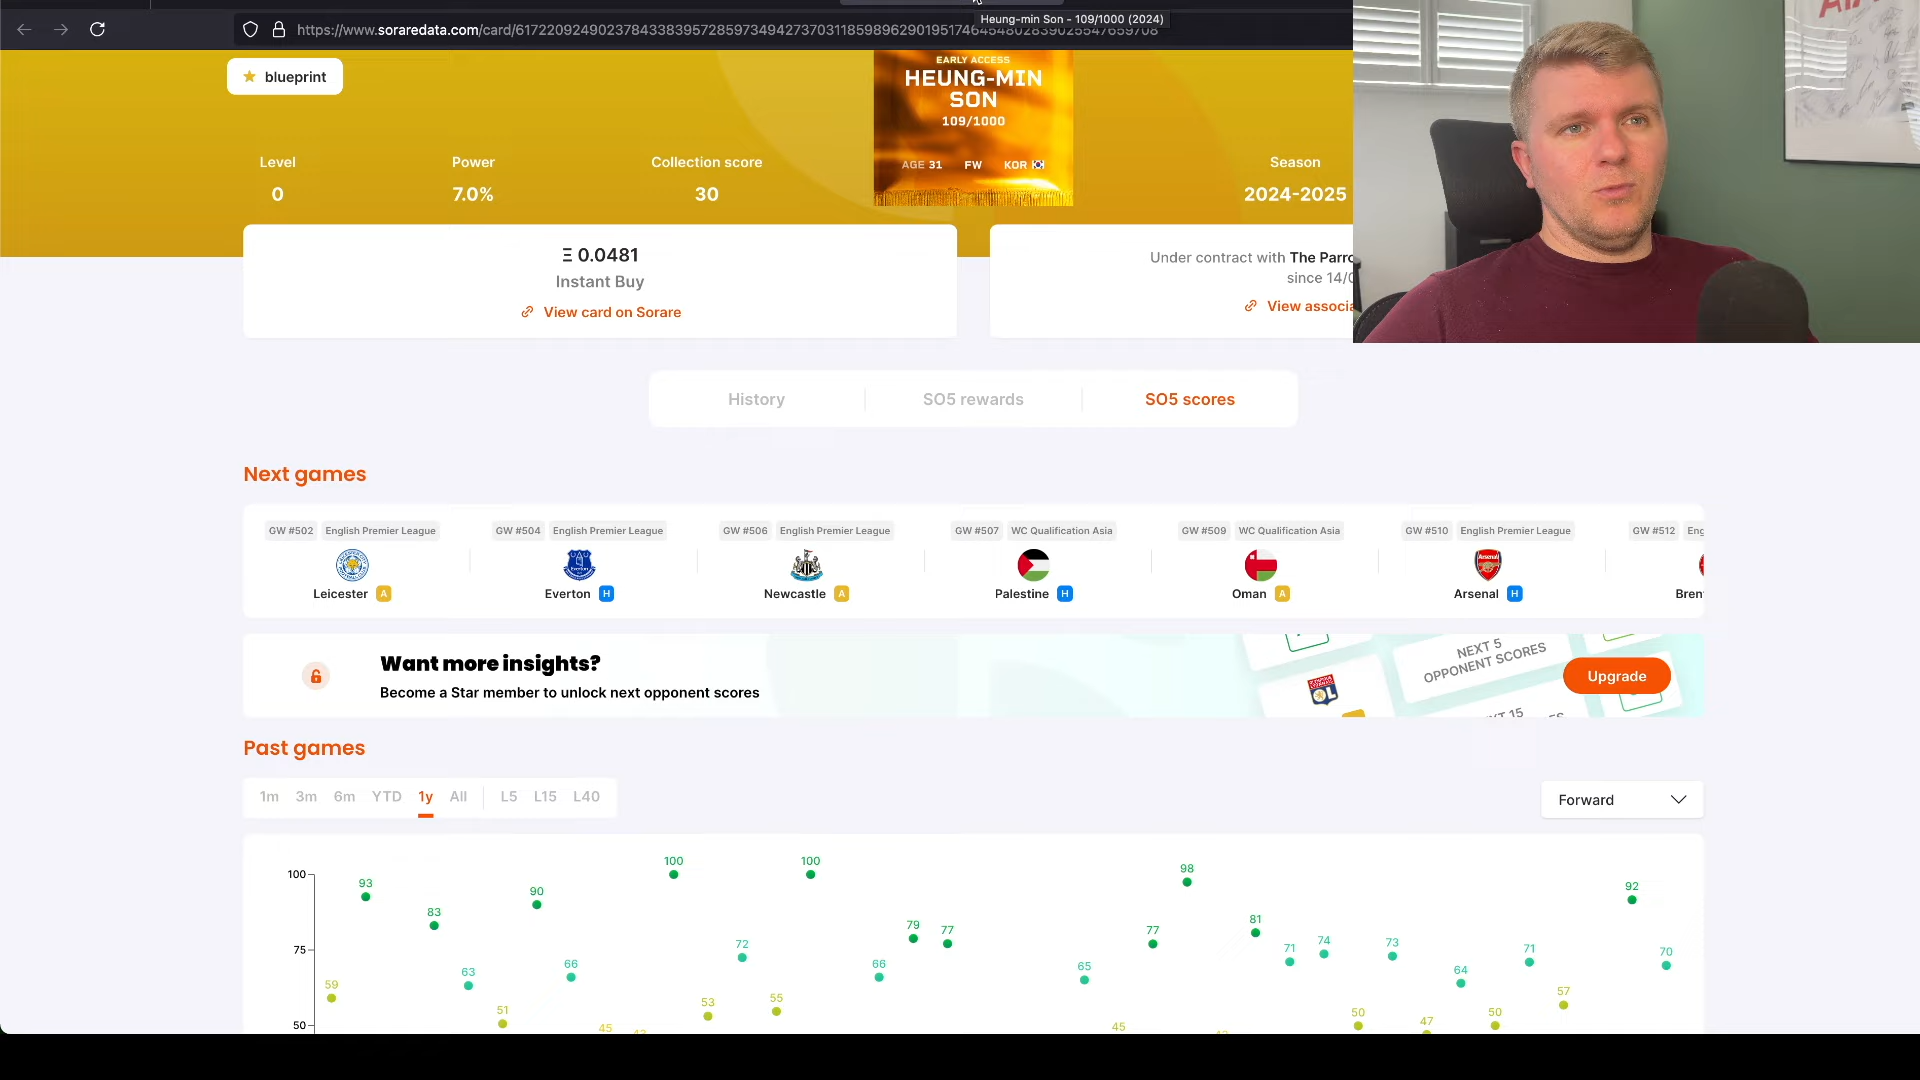 Heung-min Son - 109/1000 (2024)
blueprint
EARLY ACCESS
HEUNG-MIN
SON
109/1000
AGE 31 FW KOR
Level Power Collection score Season
0 7.0% 30 2024-2025
Ξ 0.0481
Instant Buy
View card on Sorare
Under contract with The Parro
since 14/0
View associa
History SO5 rewards SO5 scores
Next games
GW #502 English Premier League GW #504 English Premier League GW #506 English Premier League GW #507 WC Qualification Asia GW #509 WC Qualification Asia GW #510 English Premier League GW #512 Eng
Leicester A Everton H Newcastle A Palestine H Oman A Arsenal H Bren
Want more insights?
Become a Star member to unlock next opponent scores
NEXT 5
OPPONENT SCORES
Upgrade
Past games
1m 3m 6m YTD 1y All L5 L15 L40
Forward
100 100
98
100
93
92
90
83
81
79 77
77
75
74
73
72
71
71
70
66
66
65
64
63
59
57
55
53
51
50
50
50
47
45
45